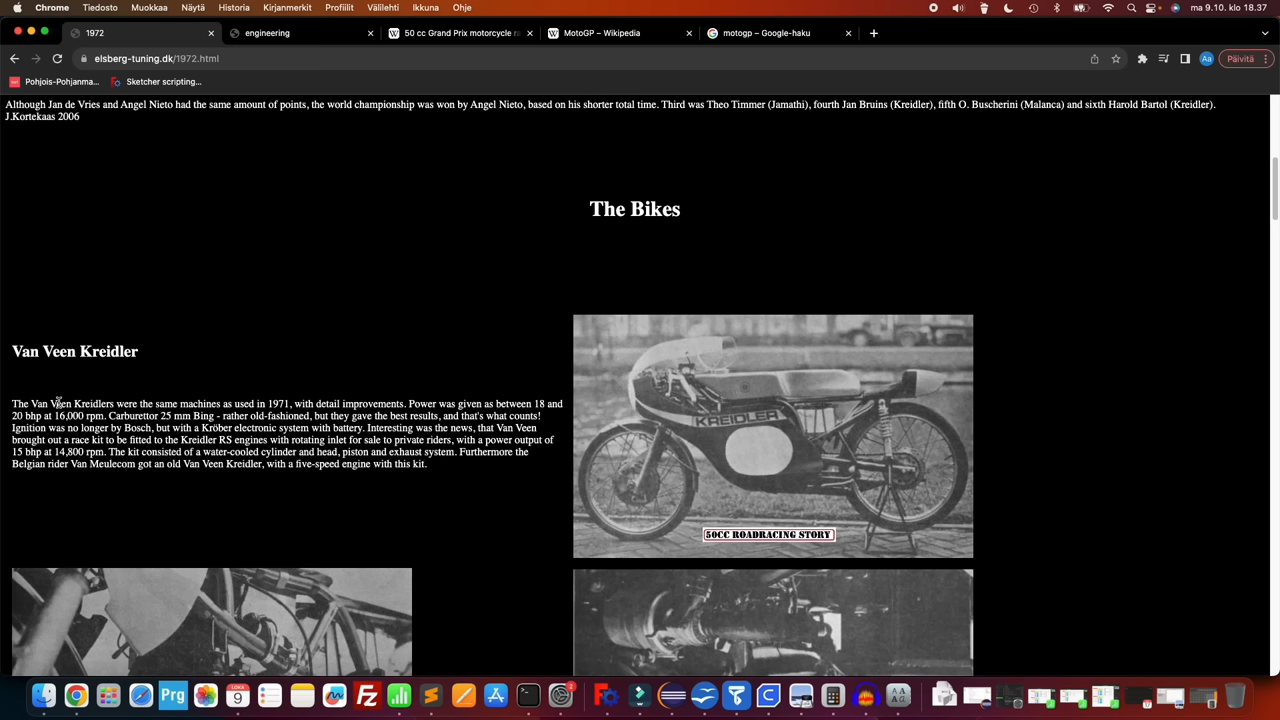 Chrome Tiedosto Muokkaa Näytä Historia Kirjanmerkit Profiilit Välilehti Ikkuna Ohje ma 9.10. klo 18.37
1972 engineering 50 cc Grand Prix motorcycle ra MotoGP – Wikipedia motogp – Google-haku
elsberg-tuning.dk/1972.html Aa Päivitä
Pohjois-Pohjanma... Sketcher scripting...
Although Jan de Vries and Angel Nieto had the same amount of points, the world championship was won by Angel Nieto, based on his shorter total time. Third was Theo Timmer (Jamathi), fourth Jan Bruins (Kreidler), fifth O. Buscherini (Malanca) and sixth Harold Bartol (Kreidler).
J.Kortekaas 2006
The Bikes
Van Veen Kreidler
The Van Veen Kreidlers were the same machines as used in 1971, with detail improvements. Power was given as between 18 and
20 bhp at 16,000 rpm. Carburettor 25 mm Bing - rather old-fashioned, but they gave the best results, and that's what counts!
Ignition was no longer by Bosch, but with a Kröber electronic system with battery. Interesting was the news, that Van Veen
brought out a race kit to be fitted to the Kreidler RS engines with rotating inlet for sale to private riders, with a power output of
15 bhp at 14,800 rpm. The kit consisted of a water-cooled cylinder and head, piston and exhaust system. Furthermore the
Belgian rider Van Meulecom got an old Van Veen Kreidler, with a five-speed engine with this kit.
KREIDLER
50CC ROADRACING STORY
Prg